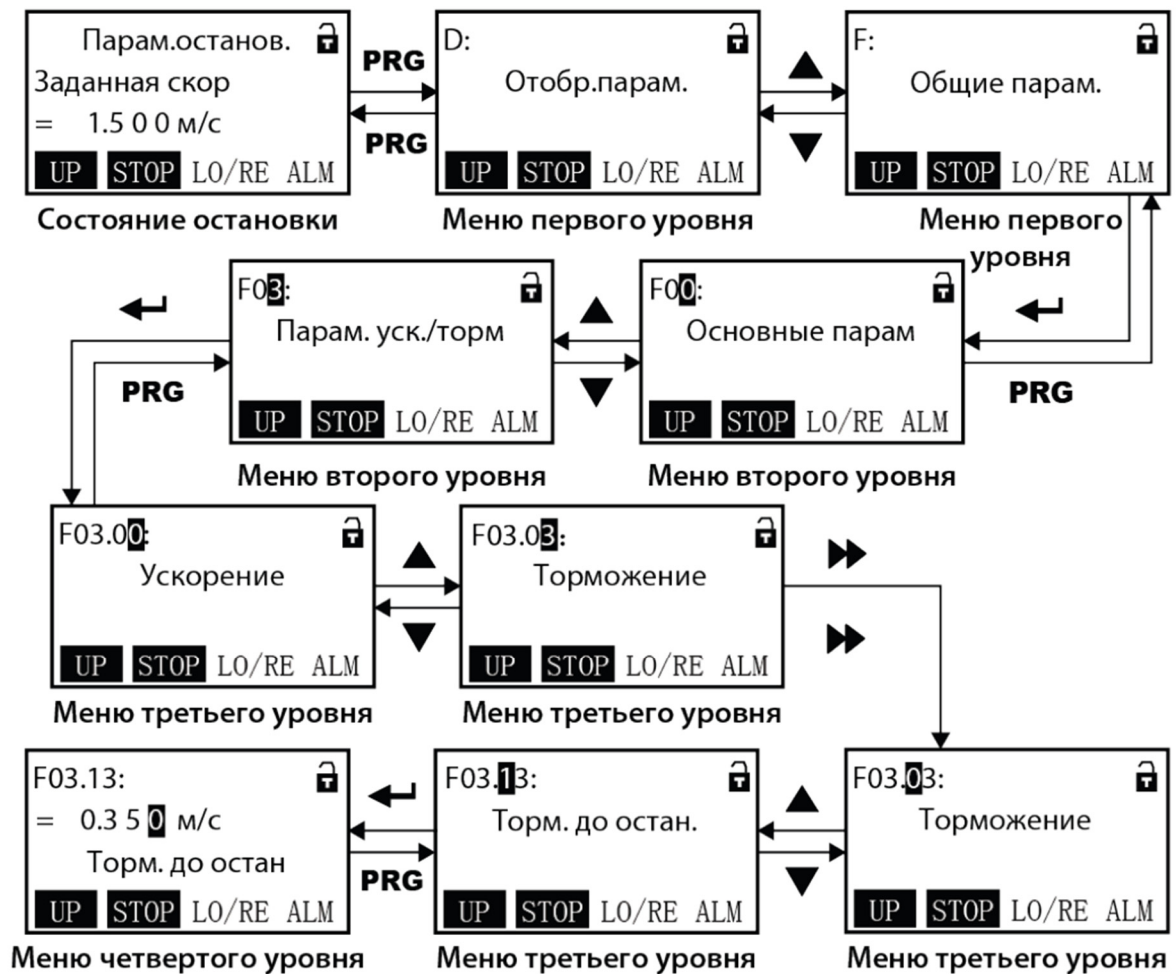 Парам.останов.
Заданная скор
= 1.5 0 0 м/с
UP STOP LO/RE ALM
Состояние остановки
PRG
PRG
D:
Отобр.парам.
UP STOP LO/RE ALM
Меню первого уровня
F:
Общие парам.
UP STOP LO/RE ALM
Меню первого
уровня
F03:
Парам. уск./торм
UP STOP LO/RE ALM
Меню второго уровня
PRG
F00:
Основные парам
UP STOP LO/RE ALM
Меню второго уровня
PRG
F03.00:
Ускорение
UP STOP LO/RE ALM
Меню третьего уровня
F03.03:
Торможение
UP STOP LO/RE ALM
Меню третьего уровня
F03.13:
= 0.3 5 0 м/с
Торм. до остан
UP STOP LO/RE ALM
Меню четвертого уровня
PRG
F03.13:
Торм. до остан.
UP STOP LO/RE ALM
Меню третьего уровня
F03.03:
Торможение
UP STOP LO/RE ALM
Меню третьего уровня